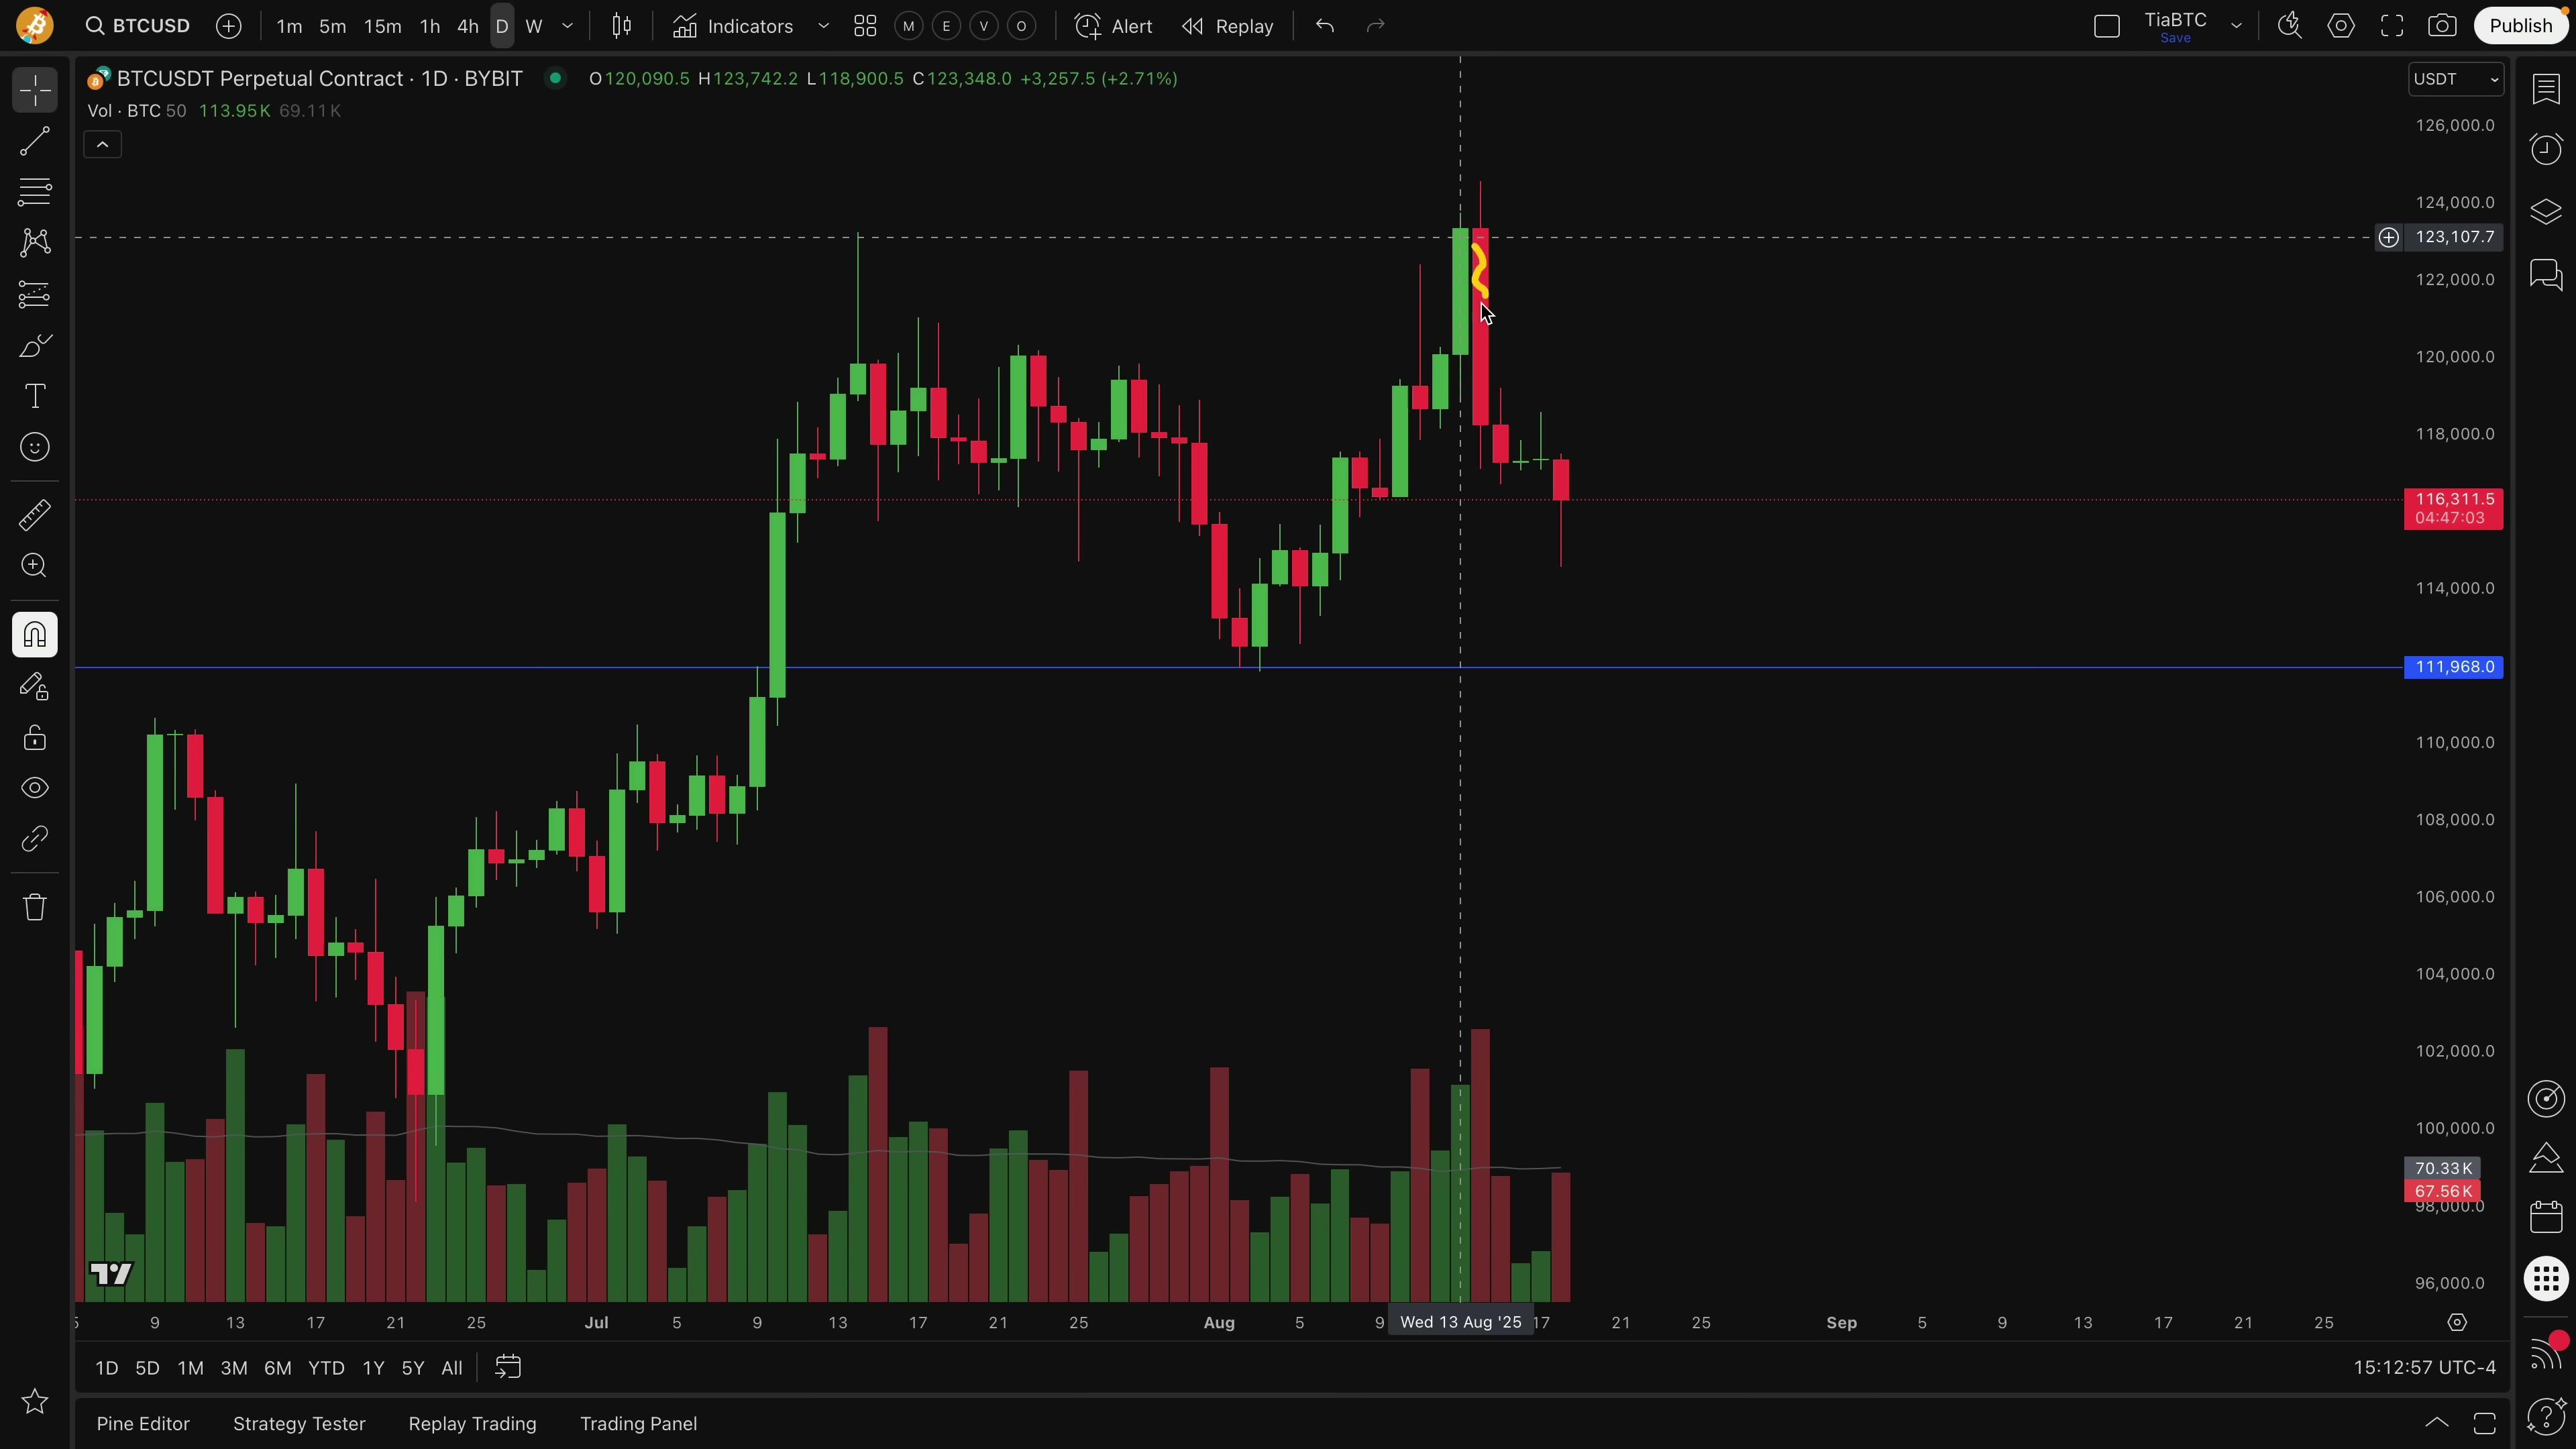 BTCUSD 1m 5m 15m 1h 4h D W Indicators M E V O Alert Replay TiaBTC Publish
Save
BTCUSDT Perpetual Contract · 1D · BYBIT O120,090.5 H123,742.2 L118,900.5 C123,348.0 +3,257.5 (+2.71%) USDT
Vol · BTC 50 113.95K 69.11K
126,000.0
124,000.0
123,107.7
122,000.0
120,000.0
118,000.0
116,311.5
04:47:03
114,000.0
111,968.0
110,000.0
108,000.0
106,000.0
104,000.0
102,000.0
100,000.0
70.33K
67.56K
98,000.0
96,000.0
9 13 17 21 25 Jul 5 9 13 17 21 25 Aug 5 9 Wed 13 Aug '25 17 21 25 Sep 5 9 13 17 21 25
1D 5D 1M 3M 6M YTD 1Y 5Y All 15:12:57 UTC-4
Pine Editor Strategy Tester Replay Trading Trading Panel